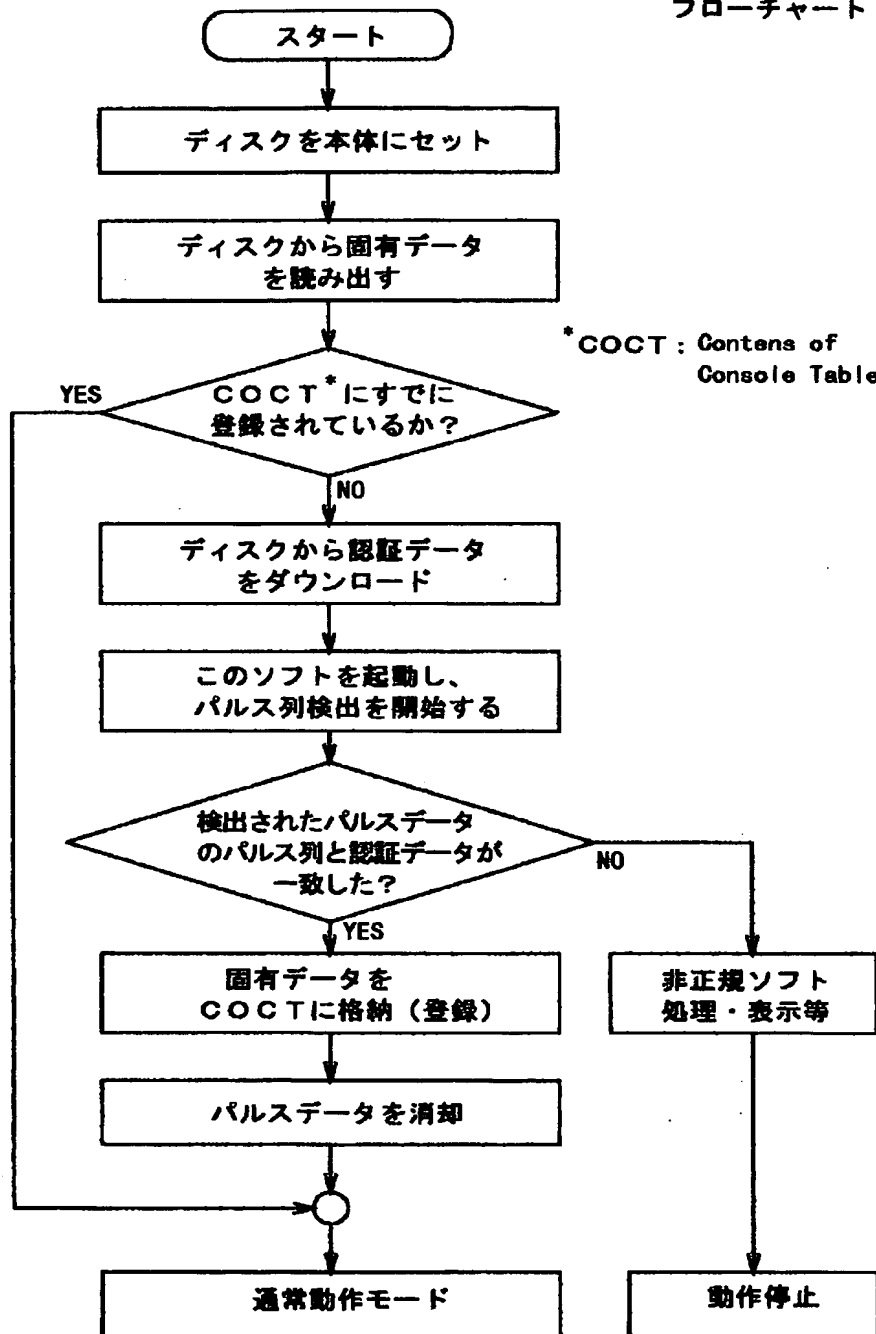 フローチャート
スタート
ディスクを本体にセット
ディスクから固有データ
を読み出す
*COCT : Contens of
Console Table
YES
COCT*にすでに
登録されているか？
NO
ディスクから認証データ
をダウンロード
このソフトを起動し、
パルス列検出を開始する
検出されたパルスデータ
のパルス列と認証データが
一致した？
NO
YES
固有データを
COCTに格納（登録）
非正規ソフト
処理・表示等
パルスデータを消却
通常動作モード
動作停止